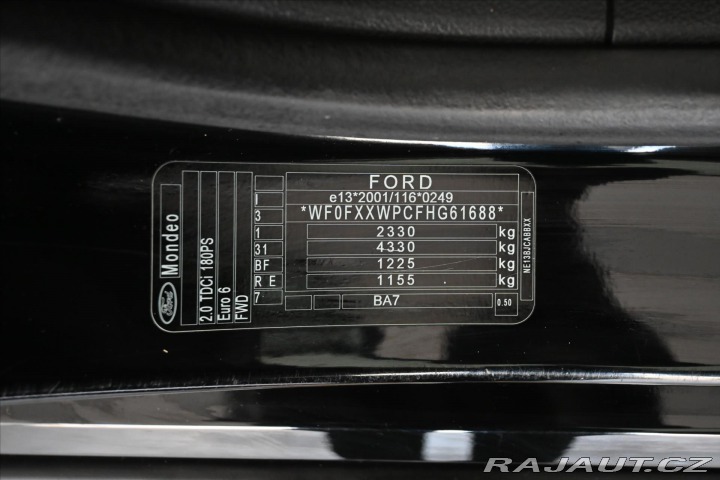 FORD
e13*2001/116*0249
*WF0FXXWPCFHG61688*
1 2330 kg
31 4330 kg
BF 1225 kg
R E 1155 kg
7 BA7 0.50
I
3
Ford
Mondeo
2.0 TDCi 180PS
Euro 6
FWD
NE138JCABBXX
RAJAUT.CZ